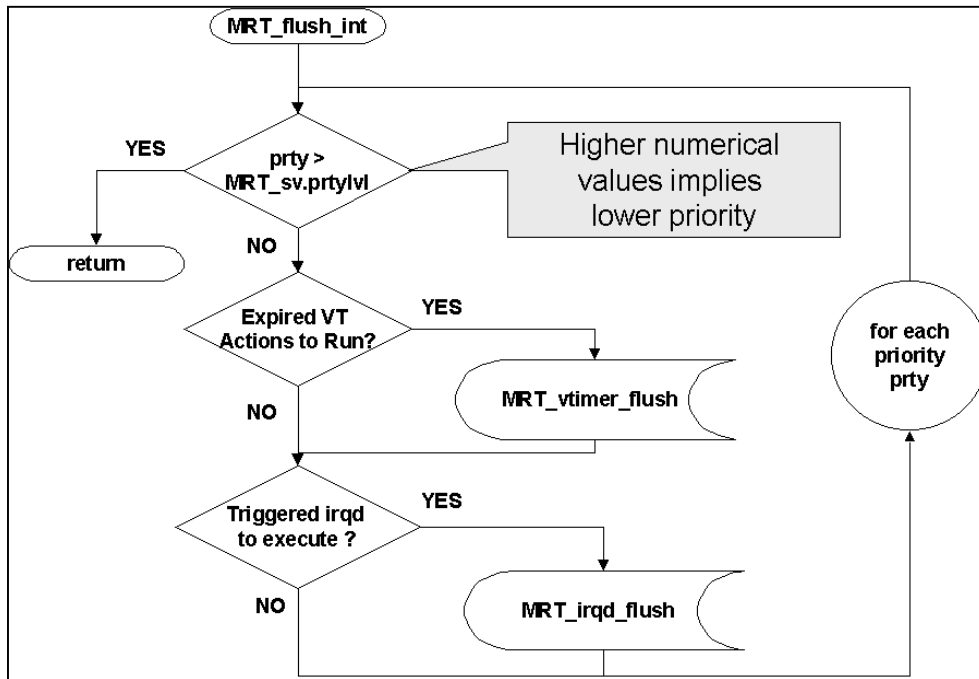 MRT_flush_int
YES
prty >
MRT_sv.prtylvl
Higher numerical
values implies
lower priority
NO
return
Expired VT
Actions to Run?
YES
for each
priority
prty
MRT_vtimer_flush
NO
Triggered irqd
to execute ?
YES
NO
MRT_irqd_flush